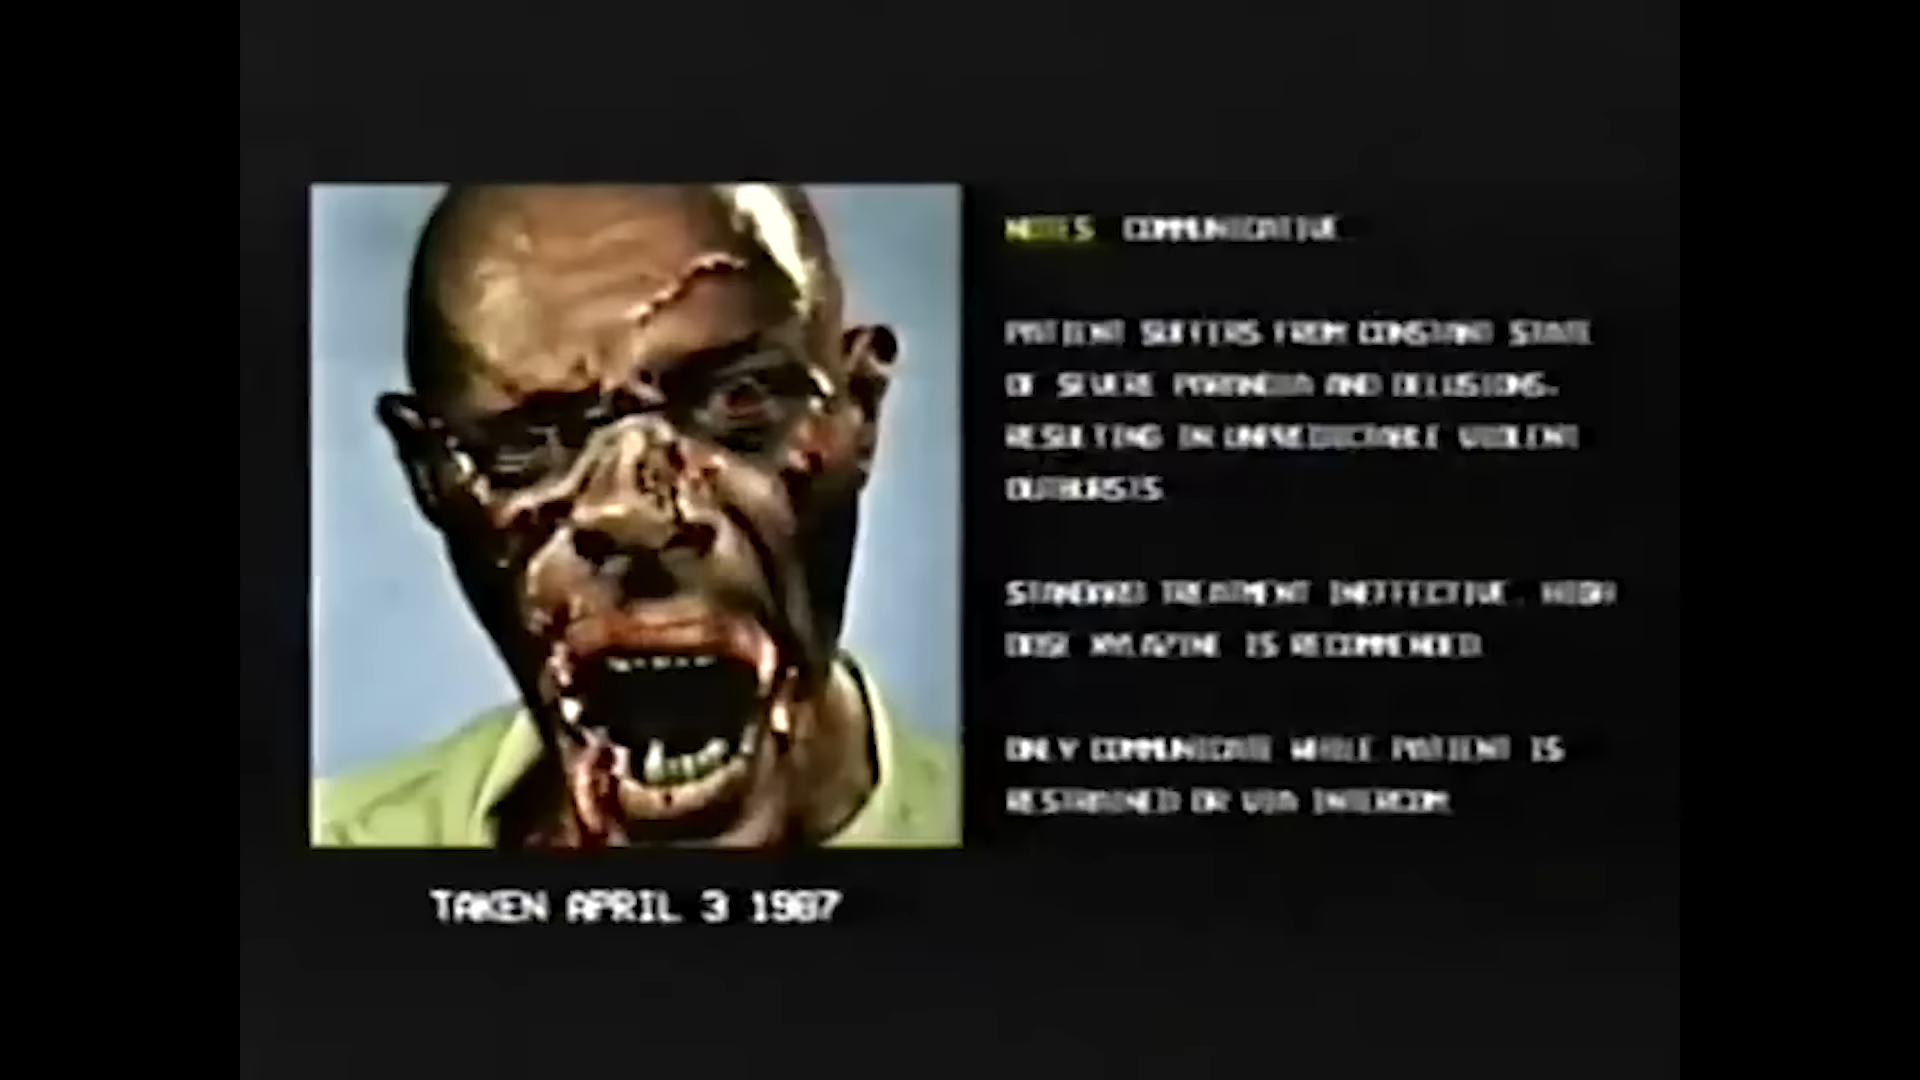 NOTES COMMUNICATIVE
PATIENT SUFFERS FROM CONSTANT STATE
OF SEVERE PARANOIA AND DELUSIONS-
RESULTING IN UNPREDICTABLE VIOLENT
OUTBURSTS
STANDARD TREATMENT INEFFECTIVE. HIGH
DOSE XYLAZINE IS RECOMMENDED
ONLY COMMUNICATE WHILE PATIENT IS
RESTRAINED OR VIA INTERCOM
TAKEN APRIL 3 1987